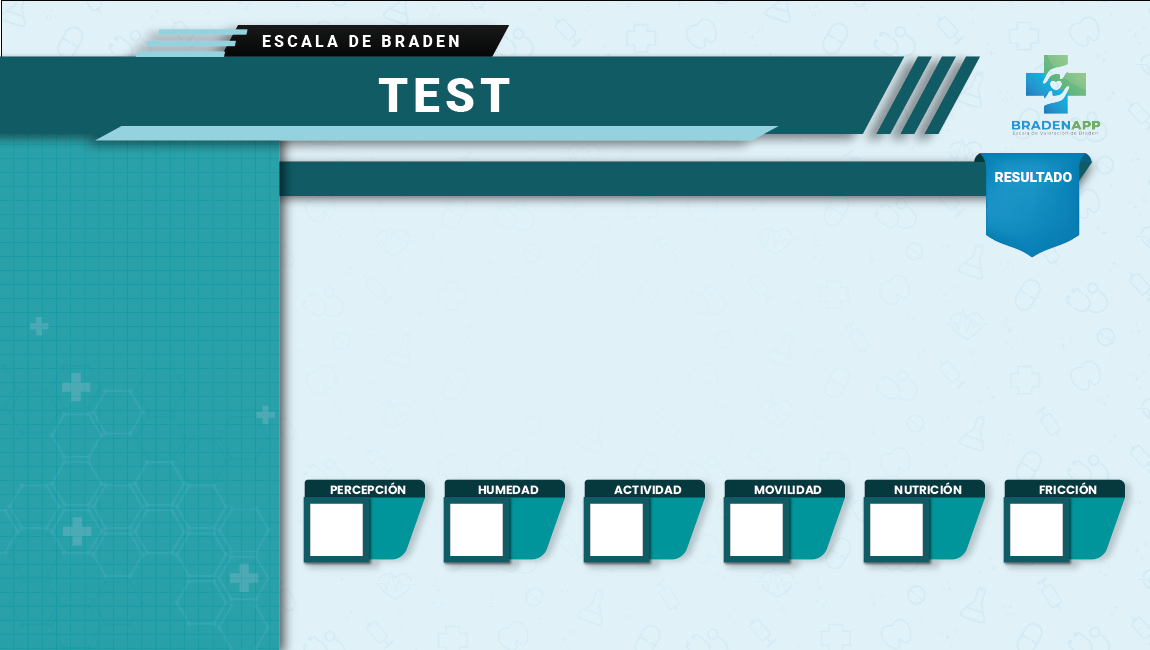 ESCALA DE BRADEN
TEST
BRADENAPP
Escala de Valoración de Braden
RESULTADO
PERCEPCIÓN
HUMEDAD
ACTIVIDAD
MOVILIDAD
NUTRICIÓN
FRICCIÓN